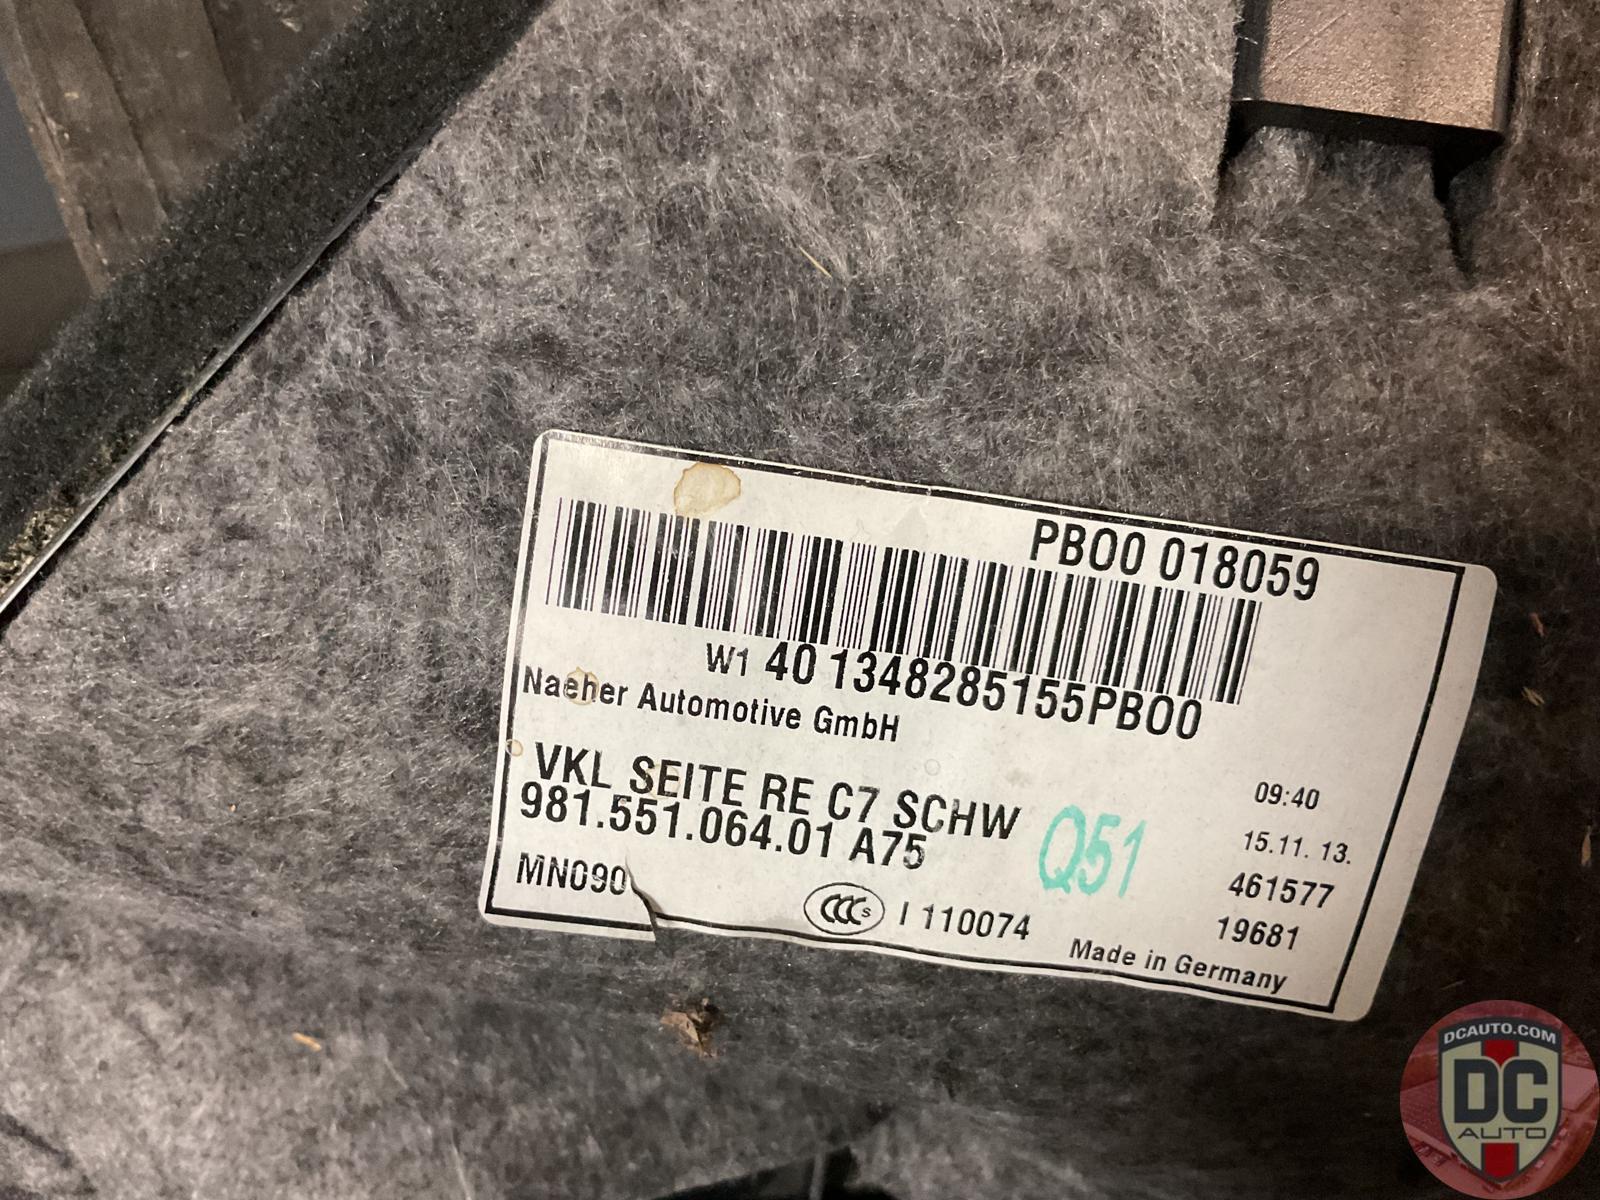 PBO0 018059
W1 40 1348285155PBO0
Naeher Automotive GmbH
VKL SEITE RE C7 SCHW
981.551.064.01 A75
Q51
09:40
15.11. 13.
461577
19681
MN090
CCC S I 110074
Made in Germany
DCAUTO.COM
DC
AUTO